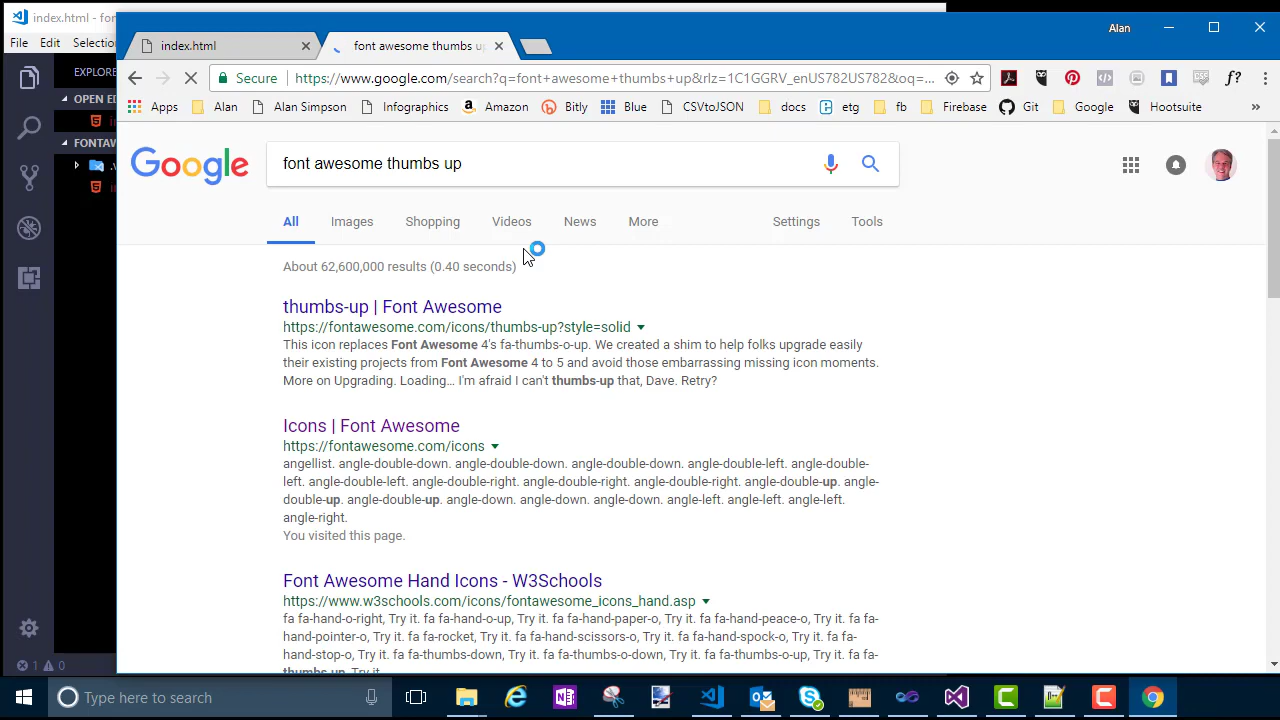 index.html - fon
File Edit Selection
EXPLORE
OPEN ED
FONTAW
1 0
Alan
index.html
font awesome thumbs u
Secure https://www.google.com/search?q=font+awesome+thumbs+up&rlz=1C1GGRV_enUS782US782&oq=...
Apps Alan Alan Simpson Infographics Amazon Bitly Blue CSVtoJSON docs etg fb Firebase Git Google Hootsuite »
Google
font awesome thumbs up
All Images Shopping Videos News More Settings Tools
About 62,600,000 results (0.40 seconds)
thumbs-up | Font Awesome
https://fontawesome.com/icons/thumbs-up?style=solid
This icon replaces Font Awesome 4's fa-thumbs-o-up. We created a shim to help folks upgrade easily
their existing projects from Font Awesome 4 to 5 and avoid those embarrassing missing icon moments.
More on Upgrading. Loading… I'm afraid I can't thumbs-up that, Dave. Retry?
Icons | Font Awesome
https://fontawesome.com/icons
angellist. angle-double-down. angle-double-down. angle-double-down. angle-double-left. angle-double-
left. angle-double-left. angle-double-right. angle-double-right. angle-double-right. angle-double-up. angle-
double-up. angle-double-up. angle-down. angle-down. angle-down. angle-left. angle-left. angle-left.
angle-right.
You visited this page.
Font Awesome Hand Icons - W3Schools
https://www.w3schools.com/icons/fontawesome_icons_hand.asp
fa fa-hand-o-right, Try it. fa fa-hand-o-up, Try it. fa fa-hand-paper-o, Try it. fa fa-hand-peace-o, Try it. fa fa-
hand-pointer-o, Try it. fa fa-rocket, Try it. fa fa-hand-scissors-o, Try it. fa fa-hand-spock-o, Try it. fa fa-
hand-stop-o, Try it. fa fa-thumbs-down, Try it. fa fa-thumbs-o-down, Try it. fa fa-thumbs-o-up, Try it. fa fa-
thumbs-up, Try it.
Type here to search